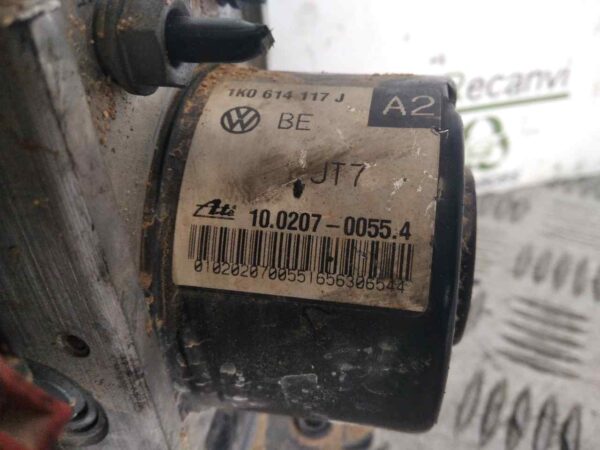 1K0 614 117 J
A2
BE
JT7
Ate 10.0207-0055.4
0102020700551656306544
Recanvi